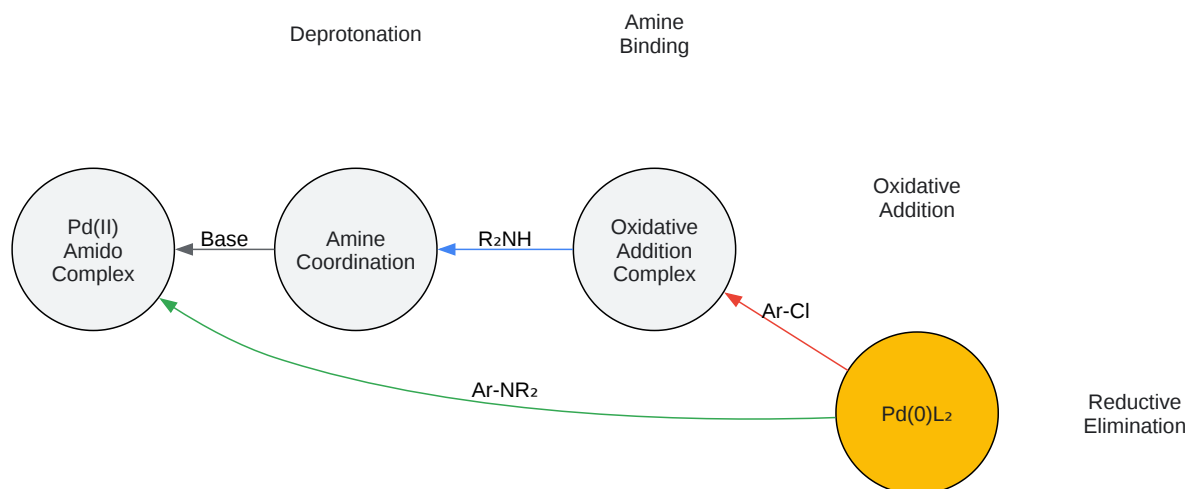 Deprotonation
Amine
Binding
Oxidative
Addition
Pd(II)
Amido
Complex
Base
Amine
Coordination
R₂NH
Oxidative
Addition
Complex
Ar-Cl
Ar-NR₂
Pd(0)L₂
Reductive
Elimination